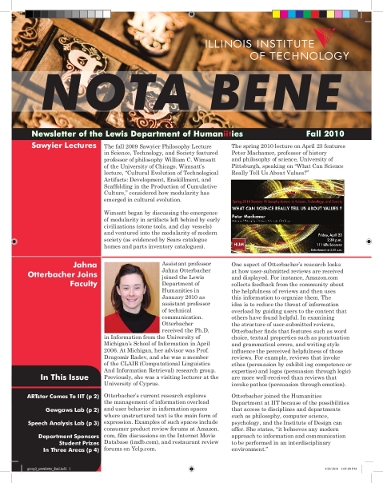 ILLINOIS INSTITUTE
OF TECHNOLOGY
NOTA BENE
Newsletter of the Lewis Department of Humanities
Fall 2010
Sawyier Lectures
The fall 2009 Sawyier Philosophy Lecture
in Science, Technology, and Society featured
professor of philosophy William C. Wimsatt
of the University of Chicago. Wimsatt's
lecture, "Cultural Evolution of Technological
Artifacts: Development, Enskillment, and
Scaffolding in the Production of Cumulative
Culture," considered how modularity has
emerged in cultural evolution.
Wimsatt began by discussing the emergence
of modularity in artifacts left behind by early
civilizations (stone tools, and clay vessels)
and ventured into the modularity of modern
society (as evidenced by Sears catalogue
homes and parts inventory catalogues).
The spring 2010 lecture on April 23 features
Peter Machamer, professor of history
and philosophy of science, University of
Pittsburgh, speaking on "What Can Science
Really Tell Us About Values?"
WHAT CAN SCIENCE REALLY TELL US ABOUT VALUES?
Peter Machamer
Friday, April 23
Jahna
Otterbacher Joins
Faculty
Assistant professor
Jahna Otterbacher
joined the Lewis
Department of
Humanities in
January 2010 as
assistant professor
of technical
communication.
Otterbacher
received the Ph.D.
in Information from the University of
Michigan's School of Information in April
2006. At Michigan, her advisor was Prof.
Dragomir Radev, and she was a member
of the CLAIR (Computational Linguistics
And Information Retrieval) research group.
Previously, she was a visiting lecturer at the
University of Cyprus.
Otterbacher's current research explores
the management of information overload
and user behavior in information spaces
where unstructured text is the main form of
expression. Examples of such spaces include
consumer product review forums at Amazon.
com, film discussions on the Internet Movie
Database (imdb.com), and restaurant review
forums on Yelp.com.
One aspect of Otterbacher's research looks
at how user-submitted reviews are received
and displayed. For instance, Amazon.com
collects feedback from the community about
the helpfulness of reviews and then uses
this information to organize them. The
idea is to reduce the threat of information
overload by guiding users to the content that
others have found helpful. In examining
the structure of user-submitted reviews,
Otterbacher finds that features such as word
choice, textual properties such as punctuation
and grammatical errors, and writing style
influence the perceived helpfulness of those
reviews. For example, reviews that invoke
ethos (persuasion by exhibiting competence or
expertise) and logos (persuasion through logic)
are more well-received than reviews that
invoke pathos (persuasion through emotion).
Otterbacher joined the Humanities
Department at IIT because of the possibilities
that access to disciplines and departments
such as philosophy, computer science,
psychology, and the Institute of Design can
offer. She writes, "it behooves any modern
approach to information and communication
to be performed in an interdisciplinary
environment."
In This Issue
ABTutor Comes To IIT (p 2)
Gewgaws Lab (p 2)
Speech Analysis Lab (p 3)
Department Sponsors
Student Prizes
In Three Areas (p 4)